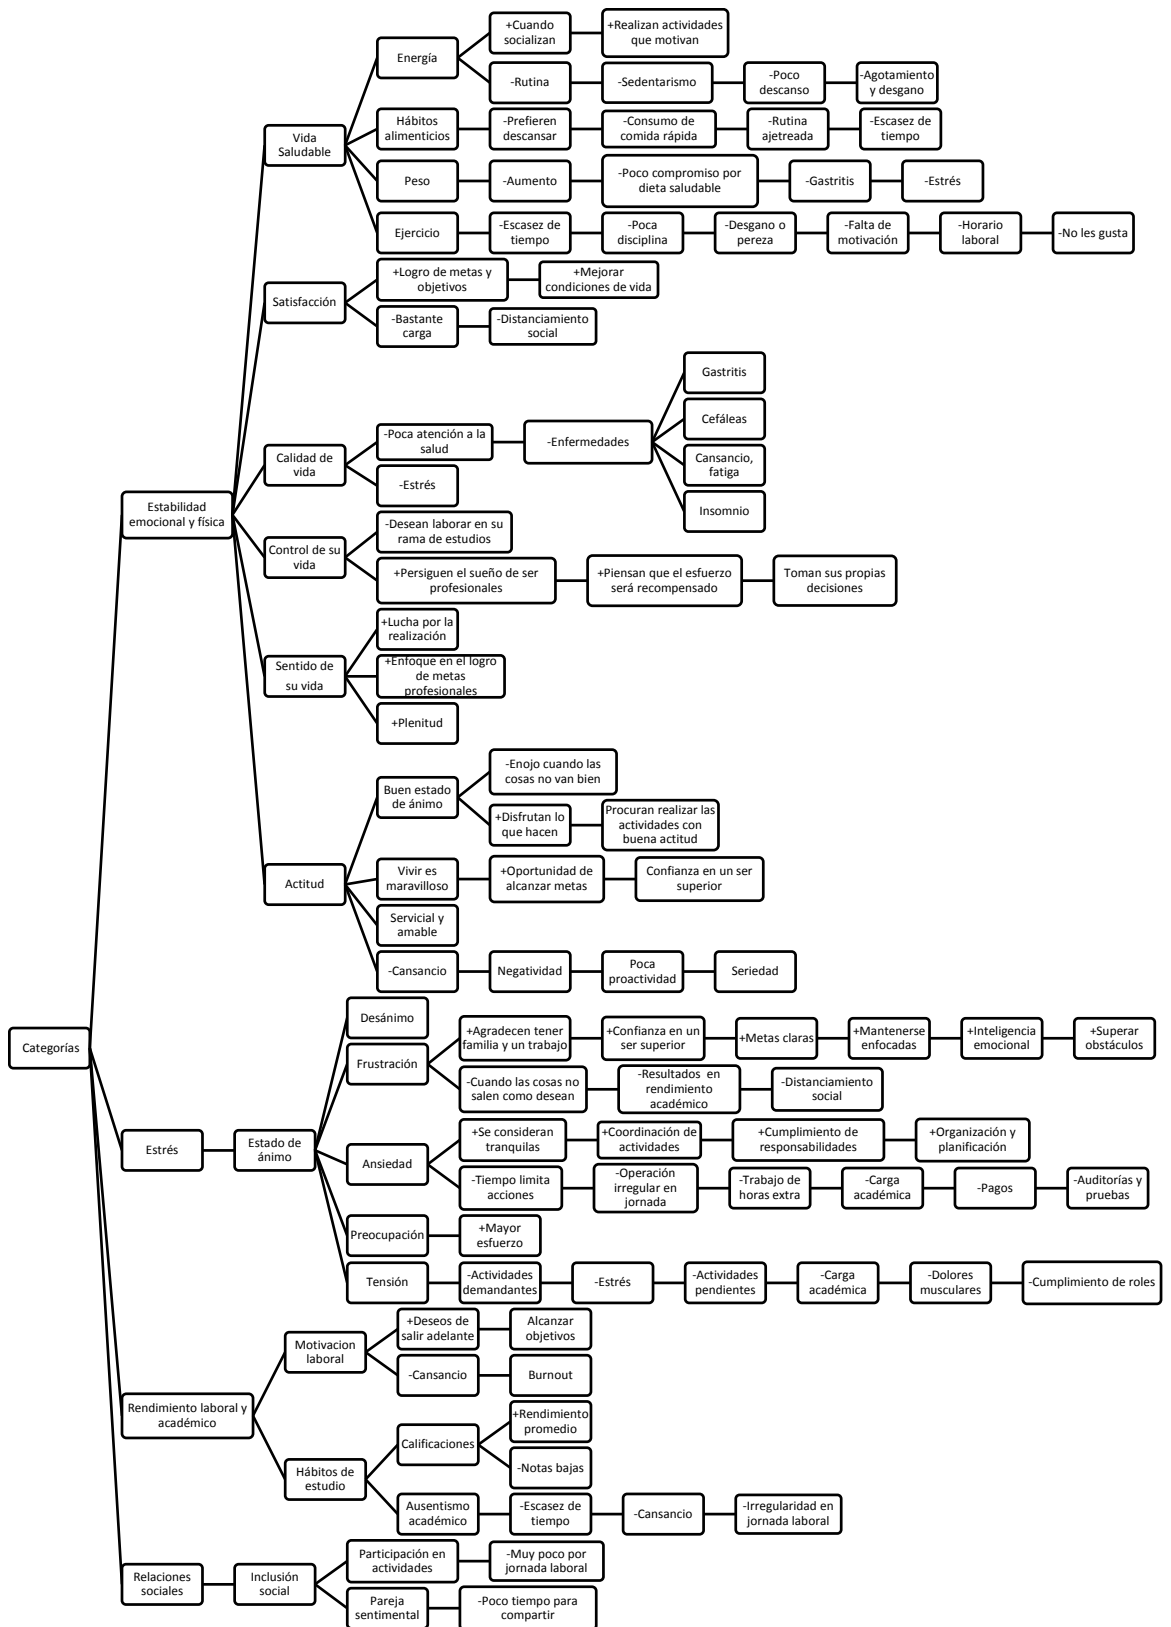 +Cuando
socializan
+Realizan actividades
que motivan
Energía
-Rutina
-Sedentarismo
-Poco
descanso
-Agotamiento
y desgano
Vida
Saludable
Hábitos
alimenticios
-Prefieren
descansar
-Consumo de
comida rápida
-Rutina
ajetreada
-Escasez de
tiempo
Peso
-Aumento
-Poco compromiso por
dieta saludable
-Gastritis
-Estrés
Ejercicio
-Escasez de
tiempo
-Poca
disciplina
-Desgano o
pereza
-Falta de
motivación
-Horario
laboral
-No les gusta
Satisfacción
+Logro de metas y
objetivos
+Mejorar
condiciones de vida
-Bastante
carga
-Distanciamiento
social
Estabilidad
emocional y física
Calidad de
vida
-Poca atención a la
salud
-Enfermedades
Gastritis
Cefáleas
Cansancio,
fatiga
Insomnio
-Estrés
Control de su
vida
-Desean laborar en su
rama de estudios
+Persiguen el sueño de ser
profesionales
+Piensan que el esfuerzo
será recompensado
Toman sus propias
decisiones
Sentido de
su vida
+Lucha por la
realización
+Enfoque en el logro
de metas
profesionales
+Plenitud
Actitud
Buen estado
de ánimo
-Enojo cuando las
cosas no van bien
+Disfrutan lo
que hacen
Procuran realizar las
actividades con
buena actitud
Vivir es
maravilloso
+Oportunidad de
alcanzar metas
Confianza en un ser
superior
Servicial y
amable
-Cansancio
Negatividad
Poca
proactividad
Seriedad
Categorías
Estrés
Estado de
ánimo
Desánimo
Frustración
+Agradecen tener
familia y un trabajo
+Confianza en un
ser superior
+Metas claras
+Mantenerse
enfocadas
+Inteligencia
emocional
+Superar
obstáculos
-Cuando las cosas no
salen como desean
-Resultados en
rendimiento
académico
-Distanciamiento
social
Ansiedad
+Se consideran
tranquilas
+Coordinación de
actividades
+Cumplimiento de
responsabilidades
+Organización y
planificación
-Tiempo limita
acciones
-Operación
irregular en
jornada
-Trabajo de
horas extra
-Carga
académica
-Pagos
-Auditorías y
pruebas
Preocupación
+Mayor
esfuerzo
Tensión
-Actividades
demandantes
-Estrés
-Actividades
pendientes
-Carga
académica
-Dolores
musculares
-Cumplimiento de roles
Rendimiento laboral y
académico
Motivacion
laboral
+Deseos de
salir adelante
Alcanzar
objetivos
-Cansancio
Burnout
Hábitos de
estudio
Calificaciones
+Rendimiento
promedio
-Notas bajas
Ausentismo
académico
-Escasez de
tiempo
-Cansancio
-Irregularidad en
jornada laboral
Relaciones
sociales
Inclusión
social
Participación en
actividades
-Muy poco por
jornada laboral
Pareja
sentimental
-Poco tiempo para
compartir